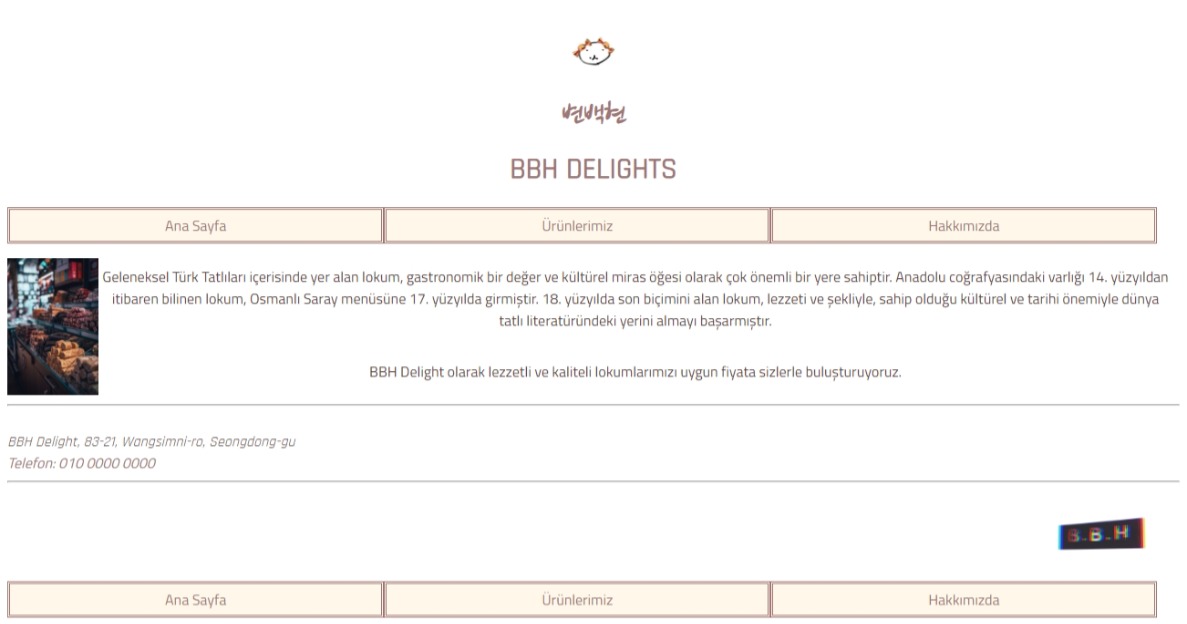 변백현
BBH DELIGHTS
Ana Sayfa
Ürünlerimiz
Hakkımızda
Geleneksel Türk Tatlıları içerisinde yer alan lokum, gastronomik bir değer ve kültürel miras öğesi olarak çok önemli bir yere sahiptir. Anadolu coğrafyasındaki varlığı 14. yüzyıldan
itibaren bilinen lokum, Osmanlı Saray menüsüne 17. yüzyılda girmiştir. 18. yüzyılda son biçimini alan lokum, lezzeti ve şekliyle, sahip olduğu kültürel ve tarihi önemiyle dünya
tatlı literatüründeki yerini almayı başarmıştır.
BBH Delight olarak lezzetli ve kaliteli lokumlarımızı uygun fiyata sizlerle buluşturuyoruz.
BBH Delight, 83-21, Wangsimni-ro, Seongdong-gu
Telefon: 010 0000 0000
B.B.H
Ana Sayfa
Ürünlerimiz
Hakkımızda